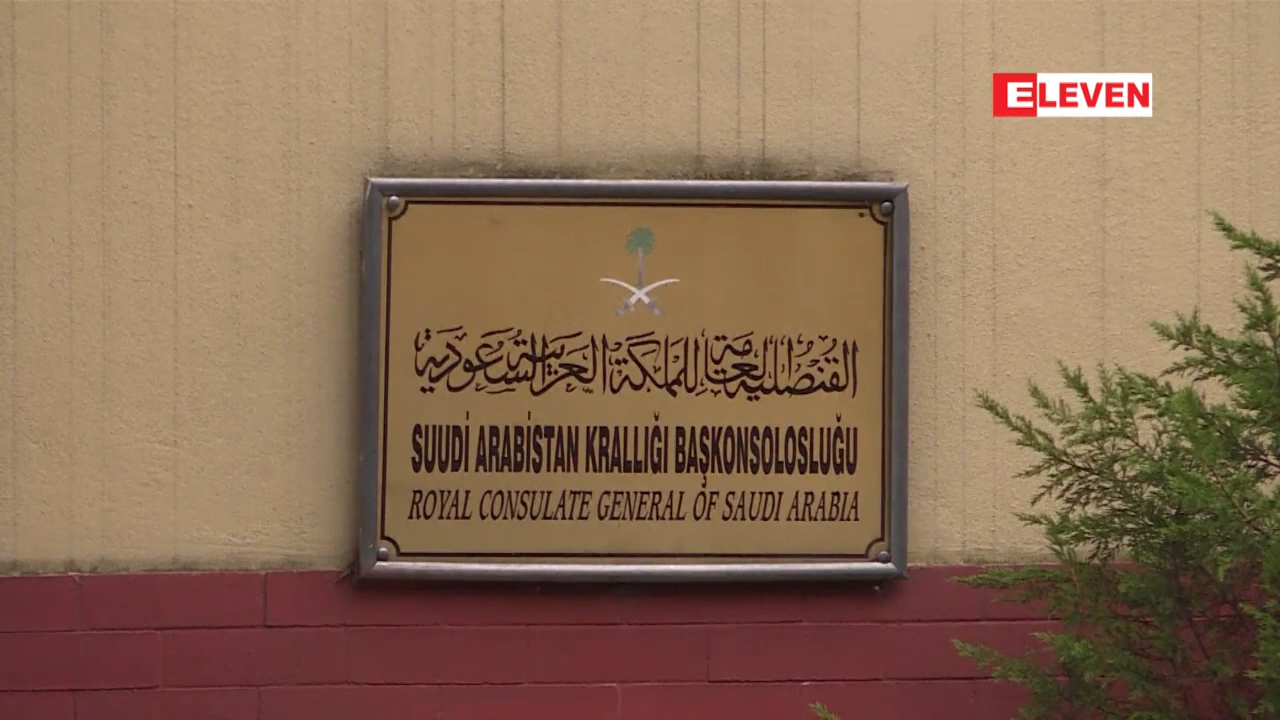 ELEVEN
القنصلية العامة للمملكة العربية السعودية
SUUDİ ARABİSTAN KRALLIĞI BAŞKONSOLOSLUĞU
ROYAL CONSULATE GENERAL OF SAUDI ARABIA